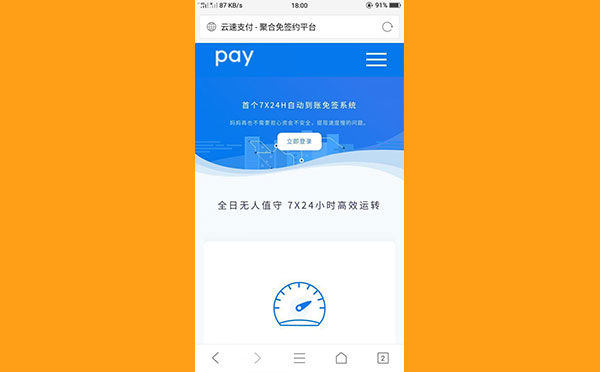 87 KB/s 18.00 91%
云速支付 - 聚合免签约平台
pay
首个7X24H自动到账免签系统
妈妈再也不需要担心资金不安全，提现速度慢的问题。
立即登录
全日无人值守 7X24小时高效运转
2